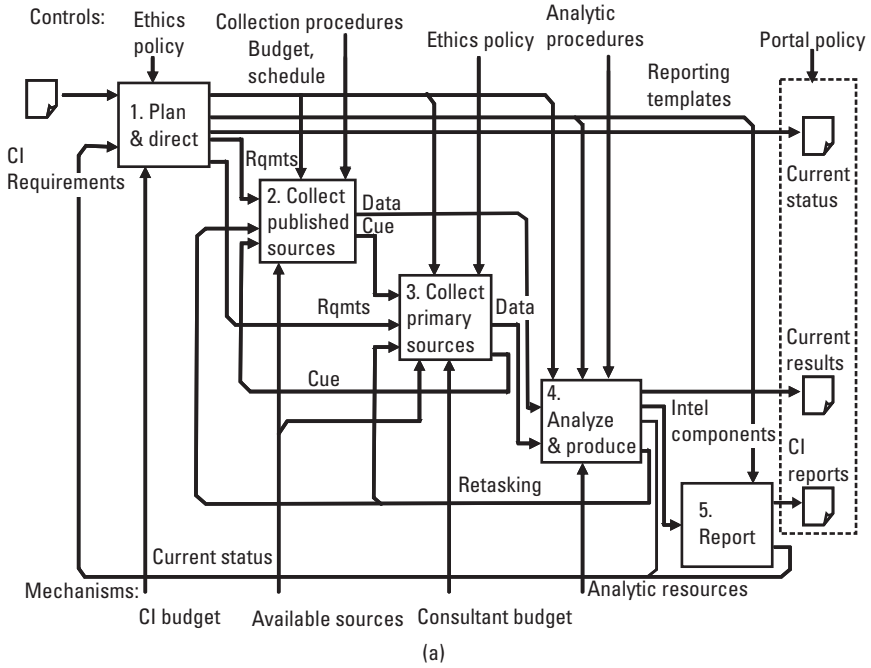 Controls:
Ethics
policy
Collection procedures
Budget,
schedule
Ethics policy
Analytic
procedures
Portal policy
Reporting
templates
1. Plan
& direct
CI
Requirements
Rqmts
2. Collect
published
sources
Data
Cue
Current
status
Rqmts
3. Collect
primary
sources
Data
Cue
Current
results
4.
Analyze
& produce
Intel
components
CI
reports
Retasking
5.
Report
Current status
Mechanisms:
CI budget
Available sources
Consultant budget
Analytic resources
(a)